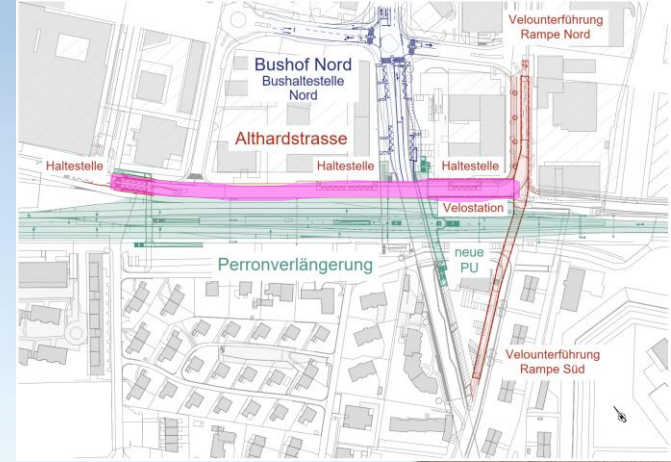 Velounterführung
Rampe Nord
Bushof Nord
Bushaltestelle
Nord
Althardstrasse
Haltestelle
Haltestelle
Haltestelle
Velostation
Perronverlängerung
neue
PU
Velounterführung
Rampe Süd